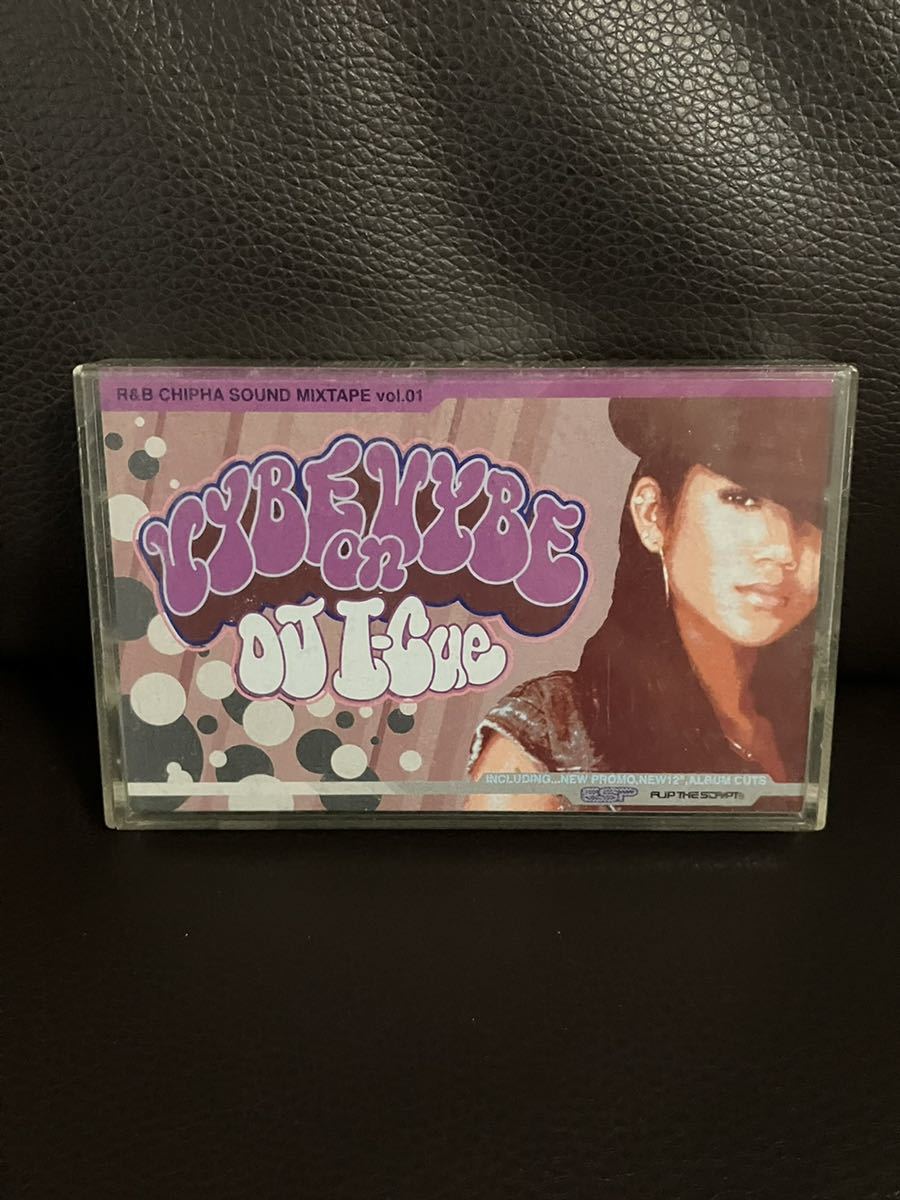 R&B CHIPHA SOUND MIXTAPE vol.01
VYBE on VYBE
DJ I-Cue
INCLUDING...NEW PROMO,NEW12",ALBUM CUTS
ESP FLIP THE SCRIPT